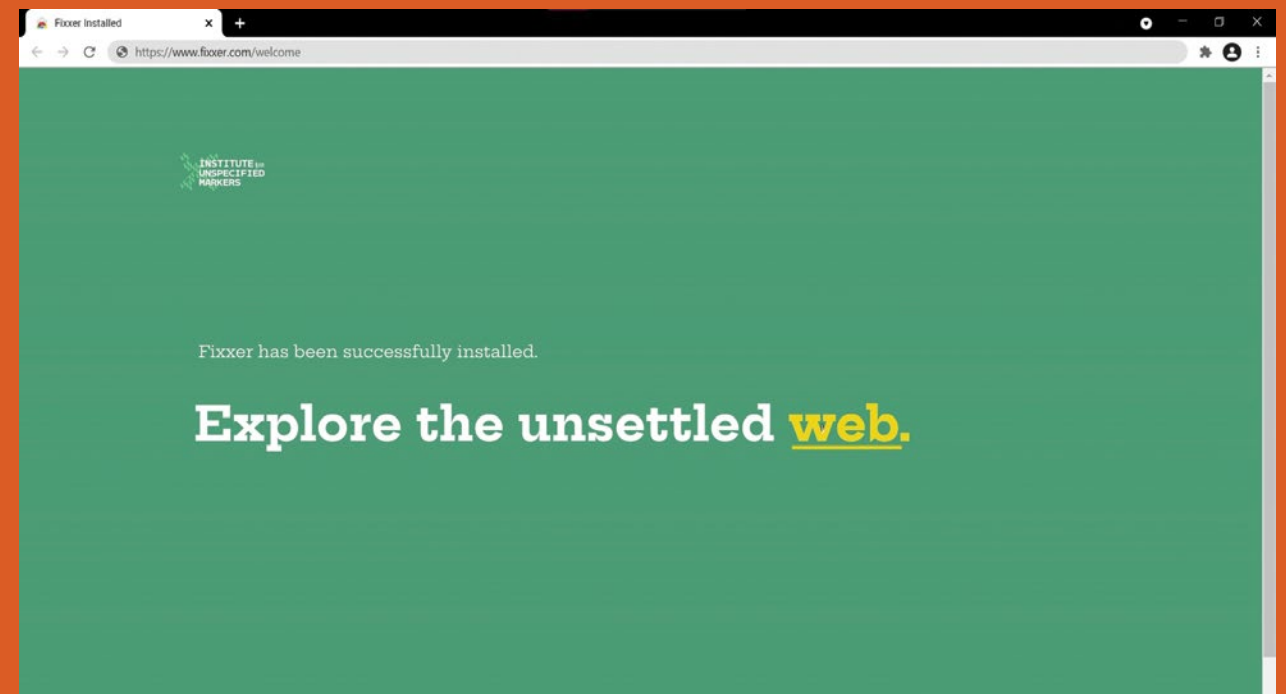 Fixxer Installed
https://www.fixxer.com/welcome
INSTITUTE for
UNSPECIFIED
MARKERS
Fixxer has been successfully installed.
Explore the unsettled web.